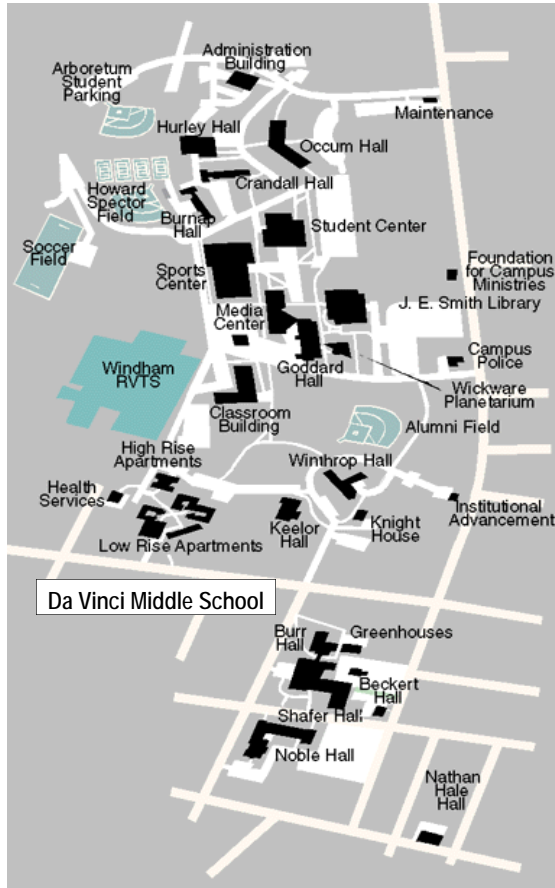 Administration
Building
Arboretum
Student
Parking
Maintenance
Hurley Hall
Occum Hall
Crandall Hall
Howard
Spector
Field
Burnap
Hall
Student Center
Soccer
Field
Sports
Center
Foundation
for Campus
Ministries
Media
Center
J. E. Smith Library
Windham
RVTS
Goddard
Hall
Campus
Police
Wickware
Planetarium
Classroom
Building
Alumni Field
High Rise
Apartments
Winthrop Hall
Health
Services
Keelor
Hall
Knight
House
Institutional
Advancement
Low Rise Apartments
Da Vinci Middle School
Burr
Hall
Greenhouses
Beckert
Hall
Shafer Hall
Noble Hall
Nathan
Hale
Hall